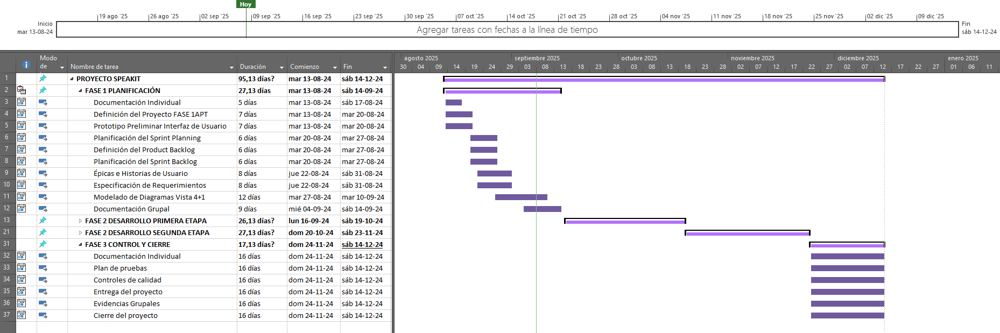 Hoy
19 ago '25 26 ago '25 02 sep '25 09 sep '25 16 sep '25 23 sep '25 30 sep '25 07 oct '25 14 oct '25 21 oct '25 28 oct '25 04 nov '25 11 nov '25 18 nov '25 25 nov '25 02 dic '25 09 dic '25
Inicio
mar 13-08-24
Agregar tareas con fechas a la línea de tiempo
Fin
sáb 14-12-24
Modo de
Nombre de tarea Duración Comienzo Fin
agosto 2025 septiembre 2025 octubre 2025 noviembre 2025 diciembre 2025 enero 2025
30 04 09 14 19 24 29 03 08 13 18 23 28 03 08 13 18 23 28 02 07 12 17 22 27 02 07 12 17 22 27 01 06 11
1 PROYECTO SPEAKIT 95,13 días? mar 13-08-24 sáb 14-12-24
2 FASE 1 PLANIFICACIÓN 27,13 días mar 13-08-24 sáb 14-09-24
3 Documentación Individual 5 días mar 13-08-24 sáb 17-08-24
4 Definición del Proyecto FASE 1APT 7 días mar 13-08-24 mar 20-08-24
5 Prototipo Preliminar Interfaz de Usuario 7 días mar 13-08-24 mar 20-08-24
6 Planificación del Sprint Planning 6 días mar 20-08-24 mar 27-08-24
7 Definición del Product Backlog 6 días mar 20-08-24 mar 27-08-24
8 Planificación del Sprint Backlog 6 días mar 20-08-24 mar 27-08-24
9 Épicas e Historias de Usuario 8 días jue 22-08-24 sáb 31-08-24
10 Especificación de Requerimientos 8 días jue 22-08-24 sáb 31-08-24
11 Modelado de Diagramas Vista 4+1 12 días mar 27-08-24 mar 10-09-24
12 Documentación Grupal 9 días mié 04-09-24 sáb 14-09-24
13 FASE 2 DESARROLLO PRIMERA ETAPA 26,13 días? lun 16-09-24 sáb 19-10-24
21 FASE 2 DESARROLLO SEGUNDA ETAPA 27,13 días? dom 20-10-24 sáb 23-11-24
31 FASE 3 CONTROL Y CIERRE 17,13 días? dom 24-11-24 sáb 14-12-24
32 Documentación Individual 16 días dom 24-11-24 sáb 14-12-24
33 Plan de pruebas 16 días dom 24-11-24 sáb 14-12-24
34 Controles de calidad 16 días dom 24-11-24 sáb 14-12-24
35 Entrega del proyecto 16 días dom 24-11-24 sáb 14-12-24
36 Evidencias Grupales 16 días dom 24-11-24 sáb 14-12-24
37 Cierre del proyecto 16 días dom 24-11-24 sáb 14-12-24